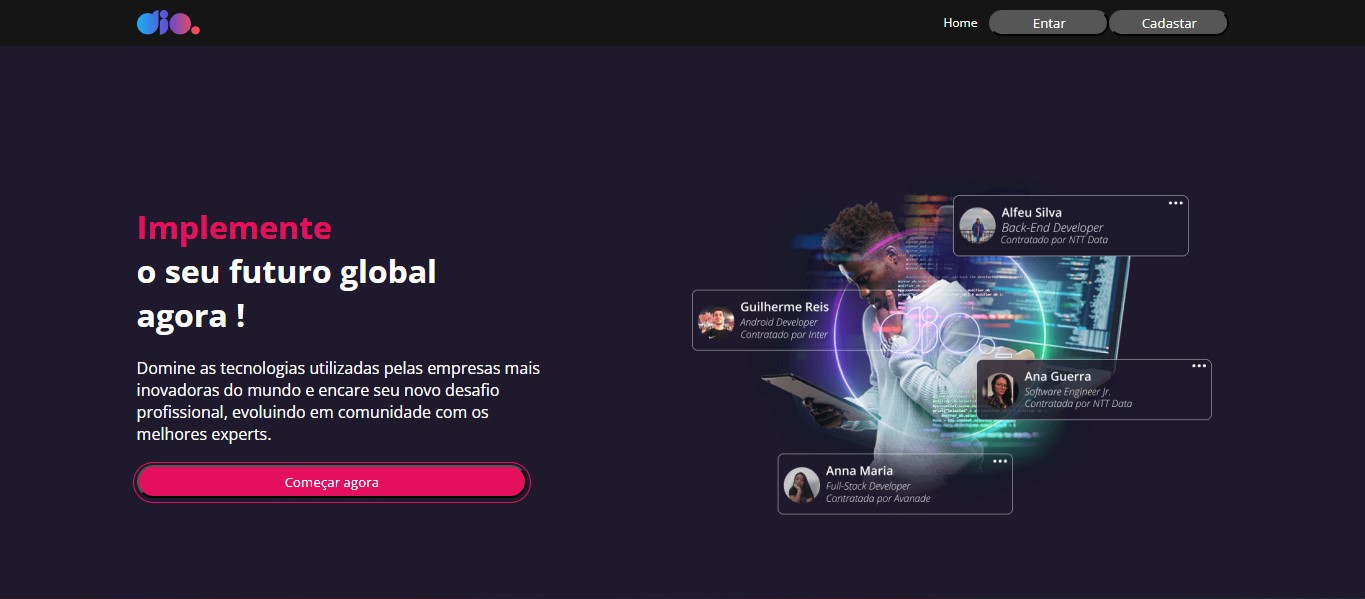 dio.
Home
Entar
Cadastar
Implemente
o seu futuro global
agora !
Domine as tecnologias utilizadas pelas empresas mais
inovadoras do mundo e encare seu novo desafio
profissional, evoluindo em comunidade com os
melhores experts.
Começar agora
Alfeu Silva
Back-End Developer
Contratado por NTT Data
Guilherme Reis
Android Developer
Contratado por Inter
dio.
Ana Guerra
Software Engineer Jr.
Contratada por NTT Data
Anna Maria
Full-Stack Developer
Contratada por Avanade